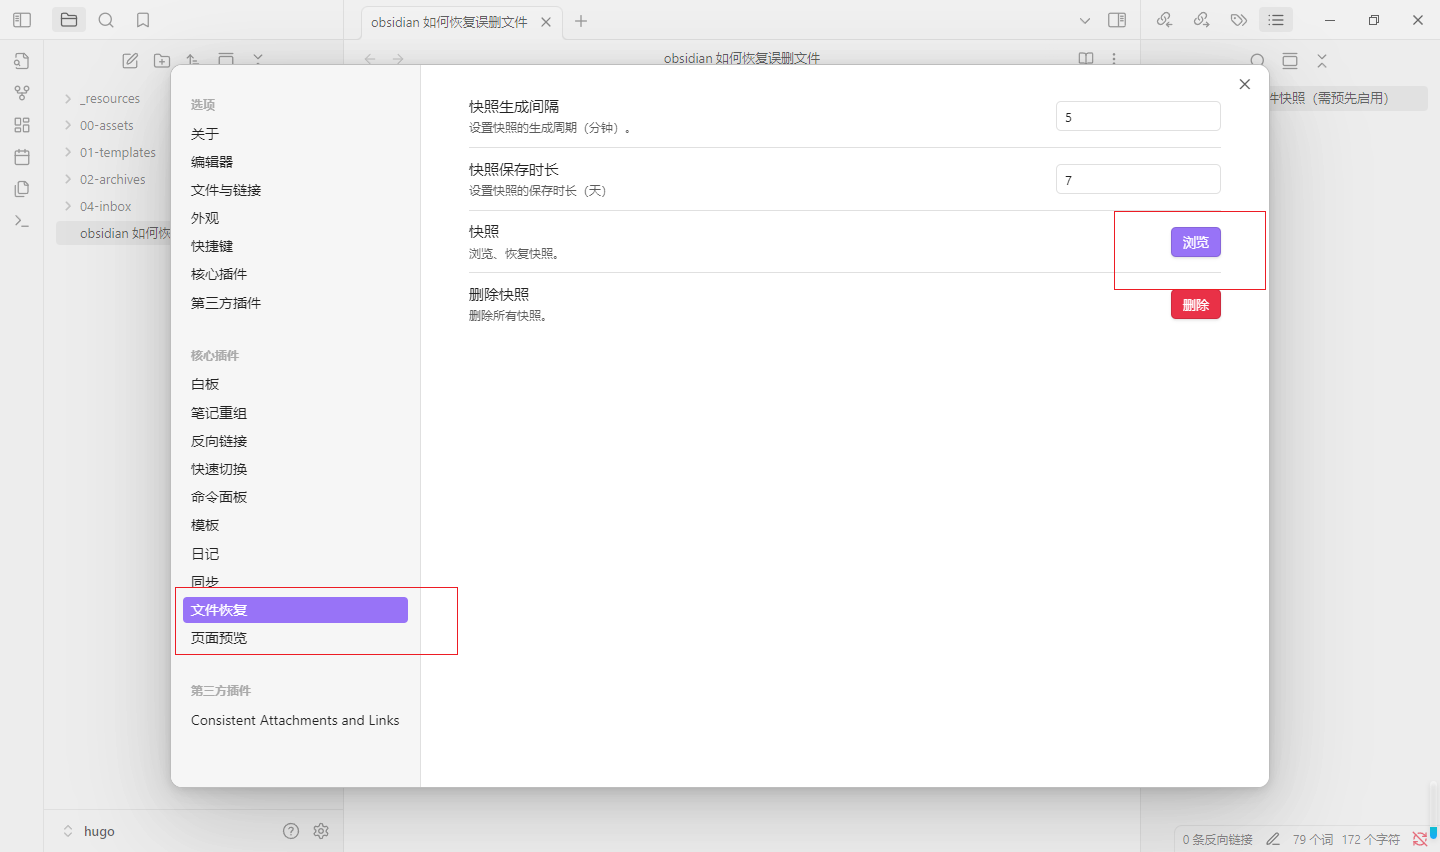 obsidian 如何恢复误删文件
obsidian 如何恢复误删文件
_resources
00-assets
01-templates
02-archives
04-inbox
obsidian 如何恢
hugo
选项
关于
编辑器
文件与链接
外观
快捷键
核心插件
第三方插件
核心插件
白板
笔记重组
反向链接
快速切换
命令面板
模板
日记
同步
文件恢复
页面预览
第三方插件
Consistent Attachments and Links
快照生成间隔
设置快照的生成周期（分钟）。
5
快照保存时长
设置快照的保存时长（天）
7
快照
浏览、恢复快照。
浏览
删除快照
删除所有快照。
删除
件快照（需预先启用）
0 条反向链接 79 个词 172 个字符